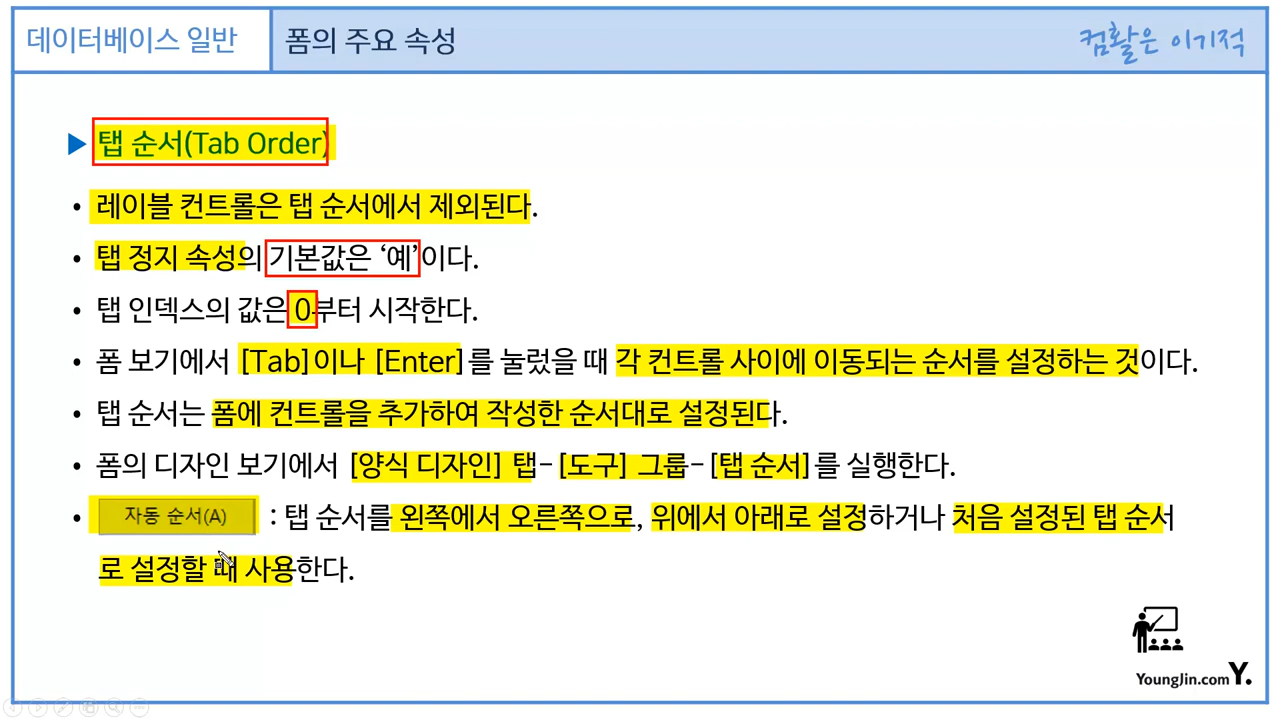 데이터베이스 일반
폼의 주요 속성
컴활은 이기적
▶ 탭 순서(Tab Order)
• 레이블 컨트롤은 탭 순서에서 제외된다.
• 탭 정지 속성의 기본값은 ‘예’이다.
• 탭 인덱스의 값은 0부터 시작한다.
• 폼 보기에서 [Tab]이나 [Enter]를 눌렀을 때 각 컨트롤 사이에 이동되는 순서를 설정하는 것이다.
• 탭 순서는 폼에 컨트롤을 추가하여 작성한 순서대로 설정된다.
• 폼의 디자인 보기에서 [양식 디자인] 탭-[도구] 그룹-[탭 순서]를 실행한다.
• 자동 순서(A) : 탭 순서를 왼쪽에서 오른쪽으로, 위에서 아래로 설정하거나 처음 설정된 탭 순서
로 설정할 때 사용한다.
YoungJin.com Y.